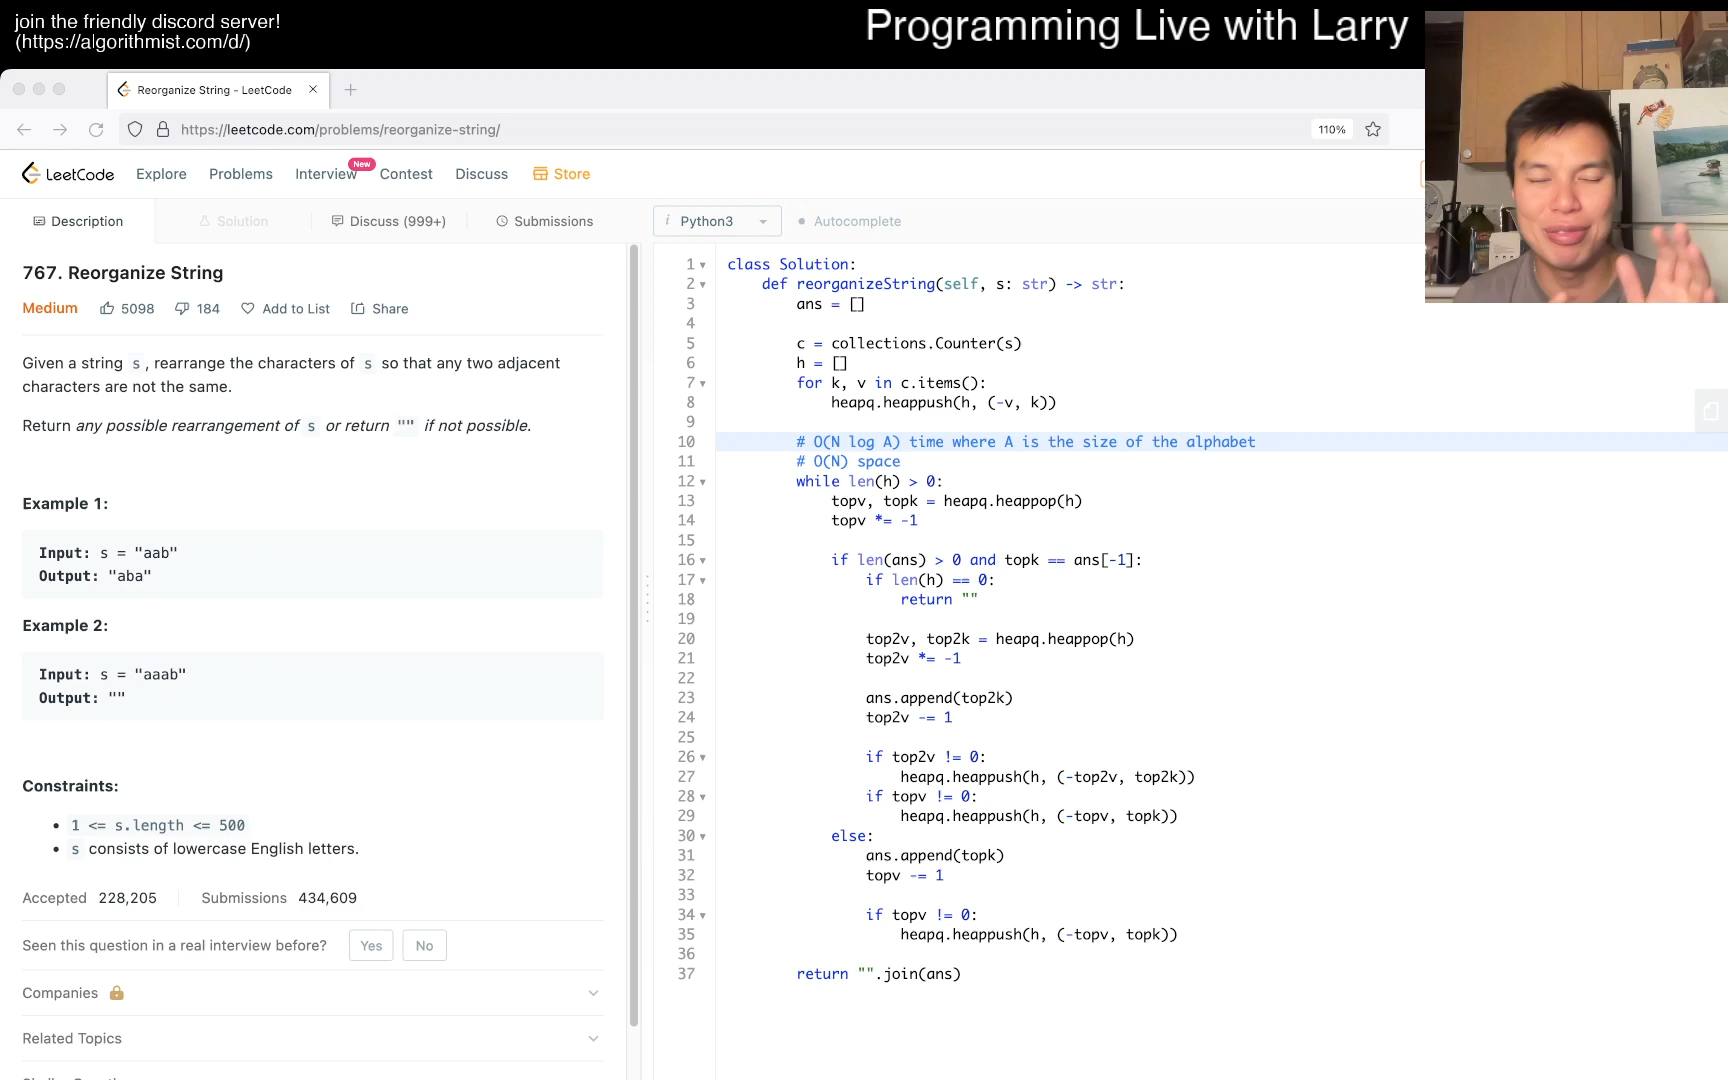 join the friendly discord server!
(https://algorithmist.com/d/)
Programming Live with Larry
Reorganize String - LeetCode
https://leetcode.com/problems/reorganize-string/
110%
LeetCode
Explore
Problems
Interview
New
Contest
Discuss
Store
Description
Solution
Discuss (999+)
Submissions
i Python3
Autocomplete
767. Reorganize String
Medium
5098
184
Add to List
Share
Given a string s, rearrange the characters of s so that any two adjacent
characters are not the same.
Return any possible rearrangement of s or return "" if not possible.
Example 1:
Input: s = "aab"
Output: "aba"
Example 2:
Input: s = "aaab"
Output: ""
Constraints:
• 1 <= s.length <= 500
• s consists of lowercase English letters.
Accepted 228,205
Submissions 434,609
Seen this question in a real interview before?
Yes
No
Companies
Related Topics
1 class Solution:
2 def reorganizeString(self, s: str) -> str:
3 ans = []
4
5 c = collections.Counter(s)
6 h = []
7 for k, v in c.items():
8 heapq.heappush(h, (-v, k))
9
10 # O(N log A) time where A is the size of the alphabet
11 # O(N) space
12 while len(h) > 0:
13 topv, topk = heapq.heappop(h)
14 topv *= -1
15
16 if len(ans) > 0 and topk == ans[-1]:
17 if len(h) == 0:
18 return ""
19
20 top2v, top2k = heapq.heappop(h)
21 top2v *= -1
22
23 ans.append(top2k)
24 top2v -= 1
25
26 if top2v != 0:
27 heapq.heappush(h, (-top2v, top2k))
28 if topv != 0:
29 heapq.heappush(h, (-topv, topk))
30 else:
31 ans.append(topk)
32 topv -= 1
33
34 if topv != 0:
35 heapq.heappush(h, (-topv, topk))
36
37 return "".join(ans)